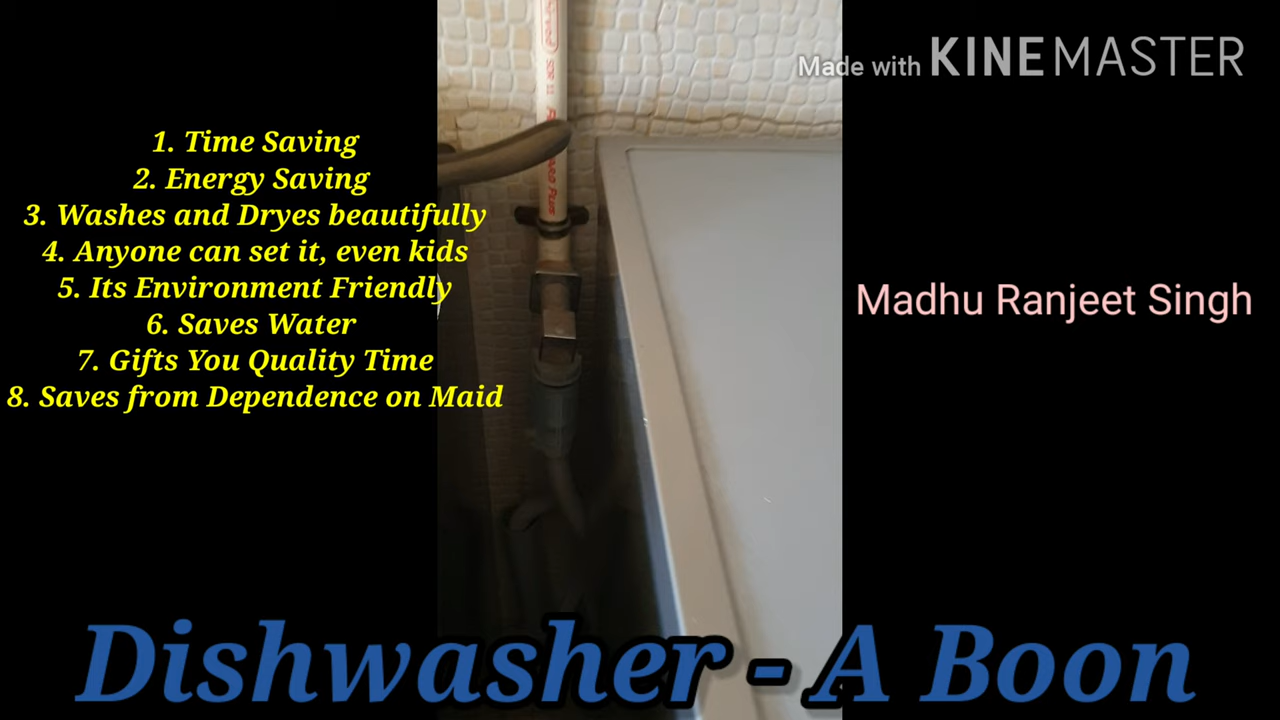 Made with KINEMASTER
1. Time Saving
2. Energy Saving
3. Washes and Dryes beautifully
4. Anyone can set it, even kids
5. Its Environment Friendly
6. Saves Water
7. Gifts You Quality Time
8. Saves from Dependence on Maid
SDR 11
Madhu Ranjeet Singh
Dishwasher - A Boon